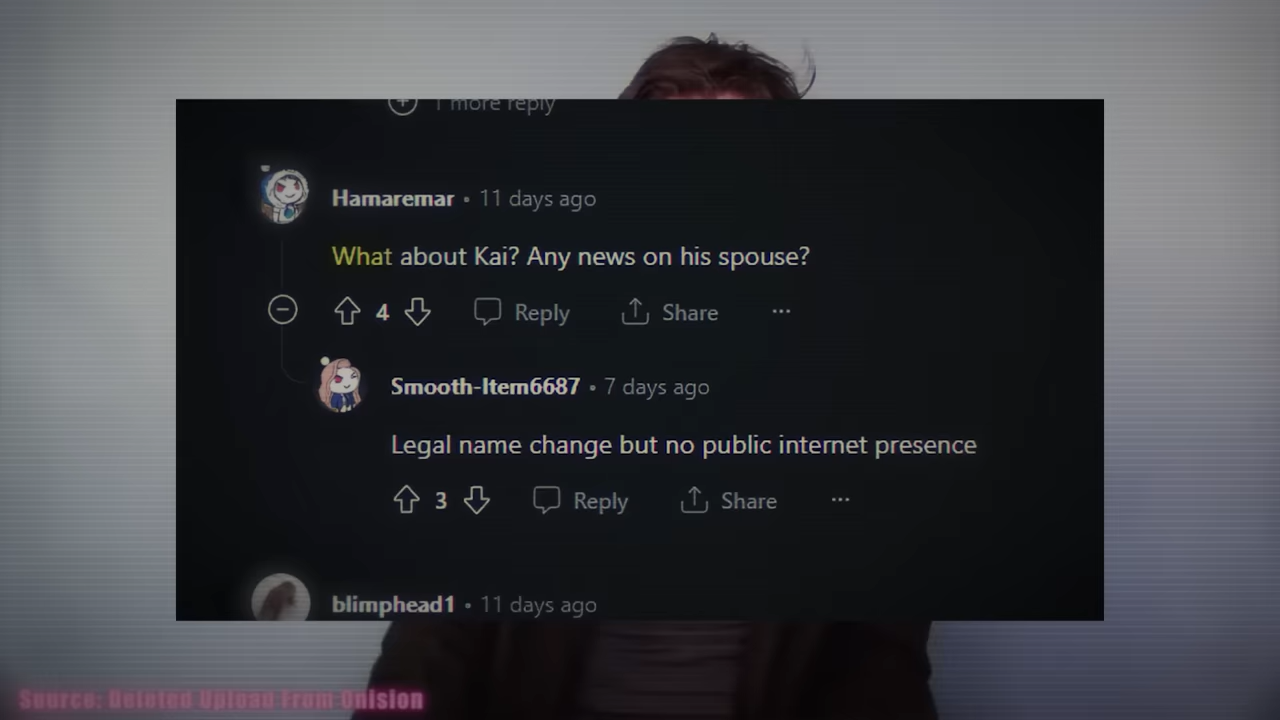 1 more reply
Hamaremar • 11 days ago
What about Kai? Any news on his spouse?
4 Reply Share ...
Smooth-Item6687 • 7 days ago
Legal name change but no public internet presence
3 Reply Share ...
blimphead1 • 11 days ago
Source: Deleted Upload From Onision